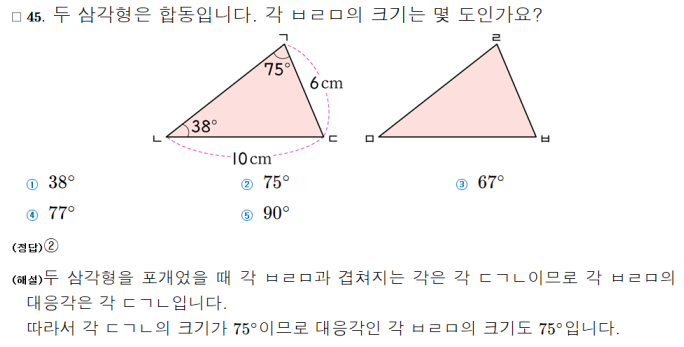 □ 45. 두 삼각형은 합동입니다. 각 ㅂㄹㅁ의 크기는 몇 도인가요?
ㄱ
ㄹ
75°
6cm
38°
ㄴ
ㄷ
ㅁ
ㅂ
10cm
① 38° ② 75° ③ 67°
④ 77° ⑤ 90°
(정답)②
(해설)두 삼각형을 포개었을 때 각 ㅂㄹㅁ과 겹쳐지는 각은 각 ㄷㄱㄴ이므로 각 ㅂㄹㅁ의
대응각은 각 ㄷㄱㄴ입니다.
따라서 각 ㄷㄱㄴ의 크기가 75°이므로 대응각인 각 ㅂㄹㅁ의 크기도 75°입니다.